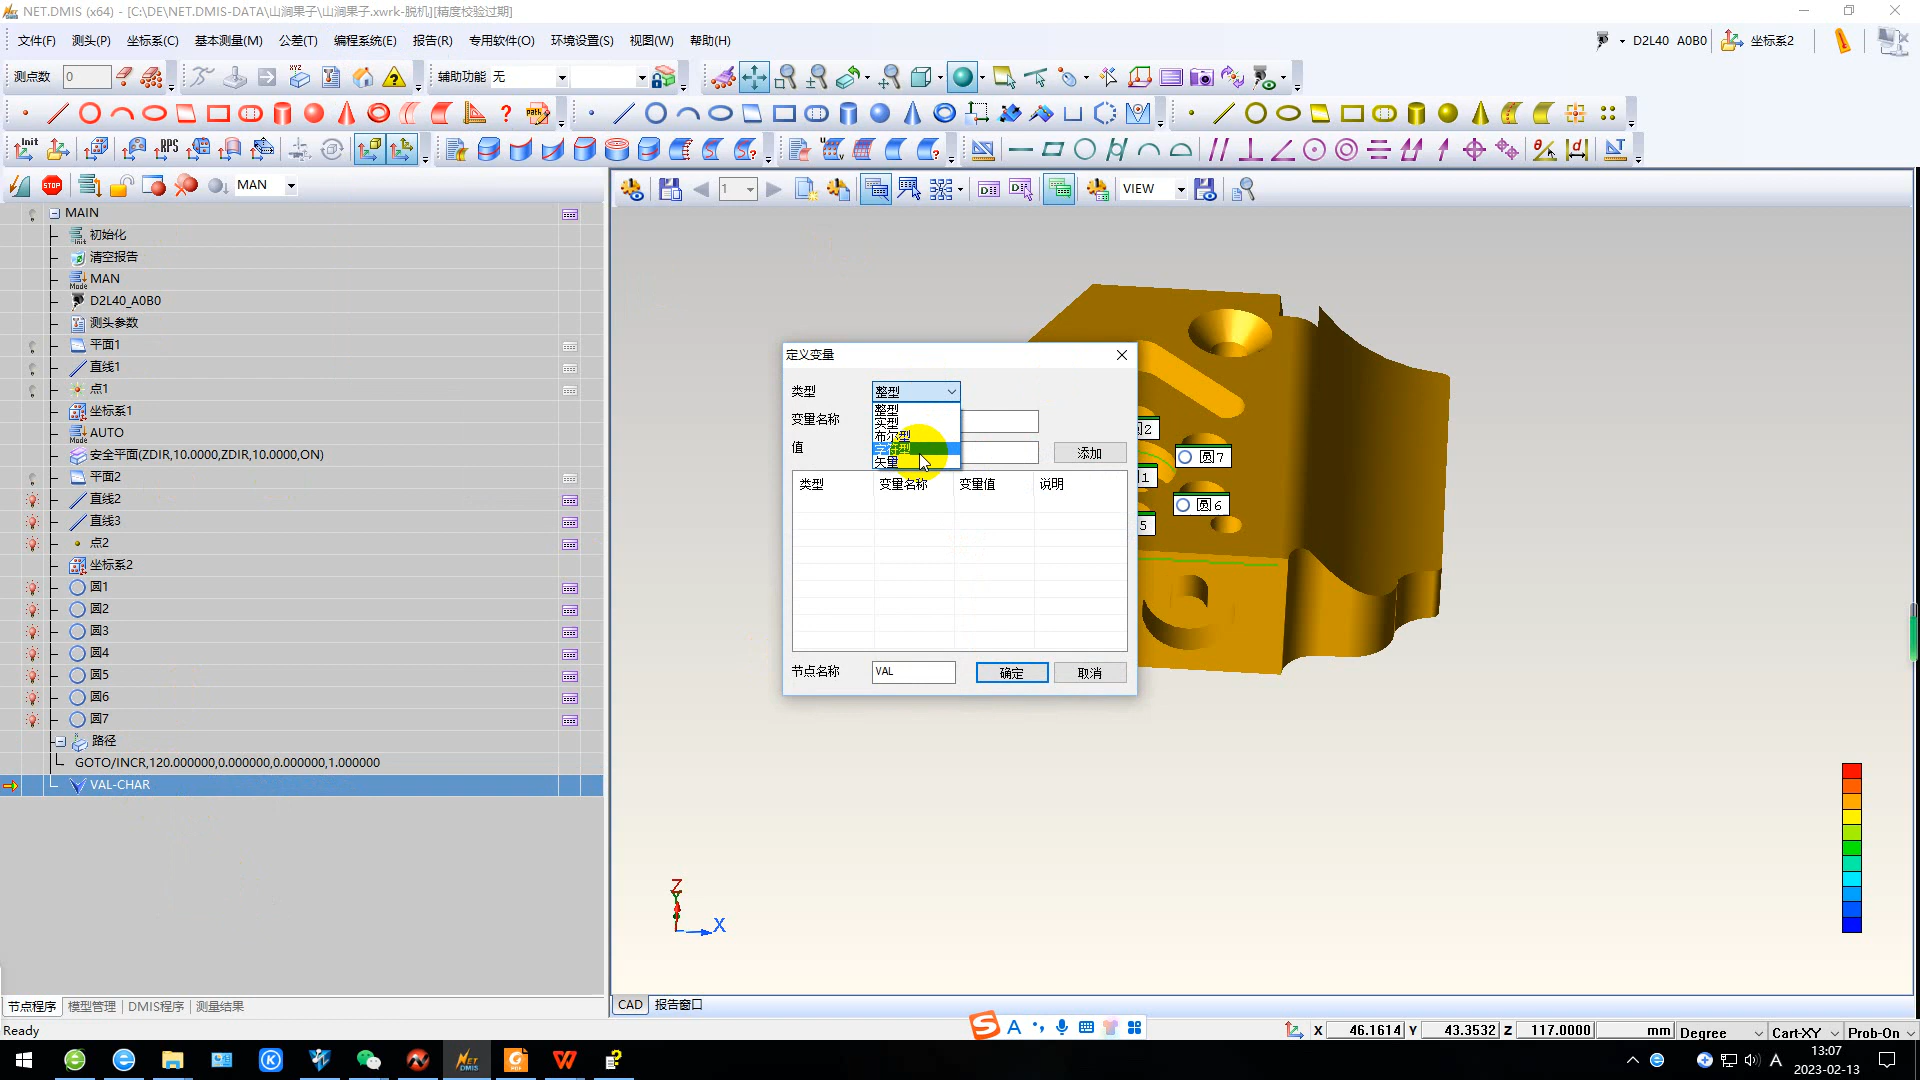 NET.DMIS (x64) - [C:\DE\NET.DMIS-DATA\山涧果子\山涧果子.xwrk-脱机][精度校验过期]
文件(F) 测头(P) 坐标系(C) 基本测量(M) 公差(T) 编程系统(E) 报告(R) 专用软件(O) 环境设置(S) 视图(W) 帮助(H)
D2L40 A0B0 坐标系2
测点数 0 辅助功能 无
MAN
1 VIEW
MAIN
初始化
清空报告
MAN
D2L40_A0B0
测头参数
平面1
直线1
点1
坐标系1
AUTO
安全平面(ZDIR,10.0000,ZDIR,10.0000,ON)
平面2
直线2
直线3
点2
坐标系2
圆1
圆2
圆3
圆4
圆5
圆6
圆7
路径
GOTO/INCR,120.000000,0.000000,0.000000,1.000000
VAL-CHAR
定义变量
类型 整型
整型
实型
布尔型
字符型
矢量
变量名称
值 添加
类型 变量名称 变量值 说明
节点名称 VAL 确定 取消
圆7
圆6
Z
Y
X
节点程序 模型管理 DMIS程序 测量结果
CAD 报告窗口
Ready
X 46.1614 Y 43.3532 Z 117.0000 mm Degree Cart-XY Prob-On
13:07
2023-02-13